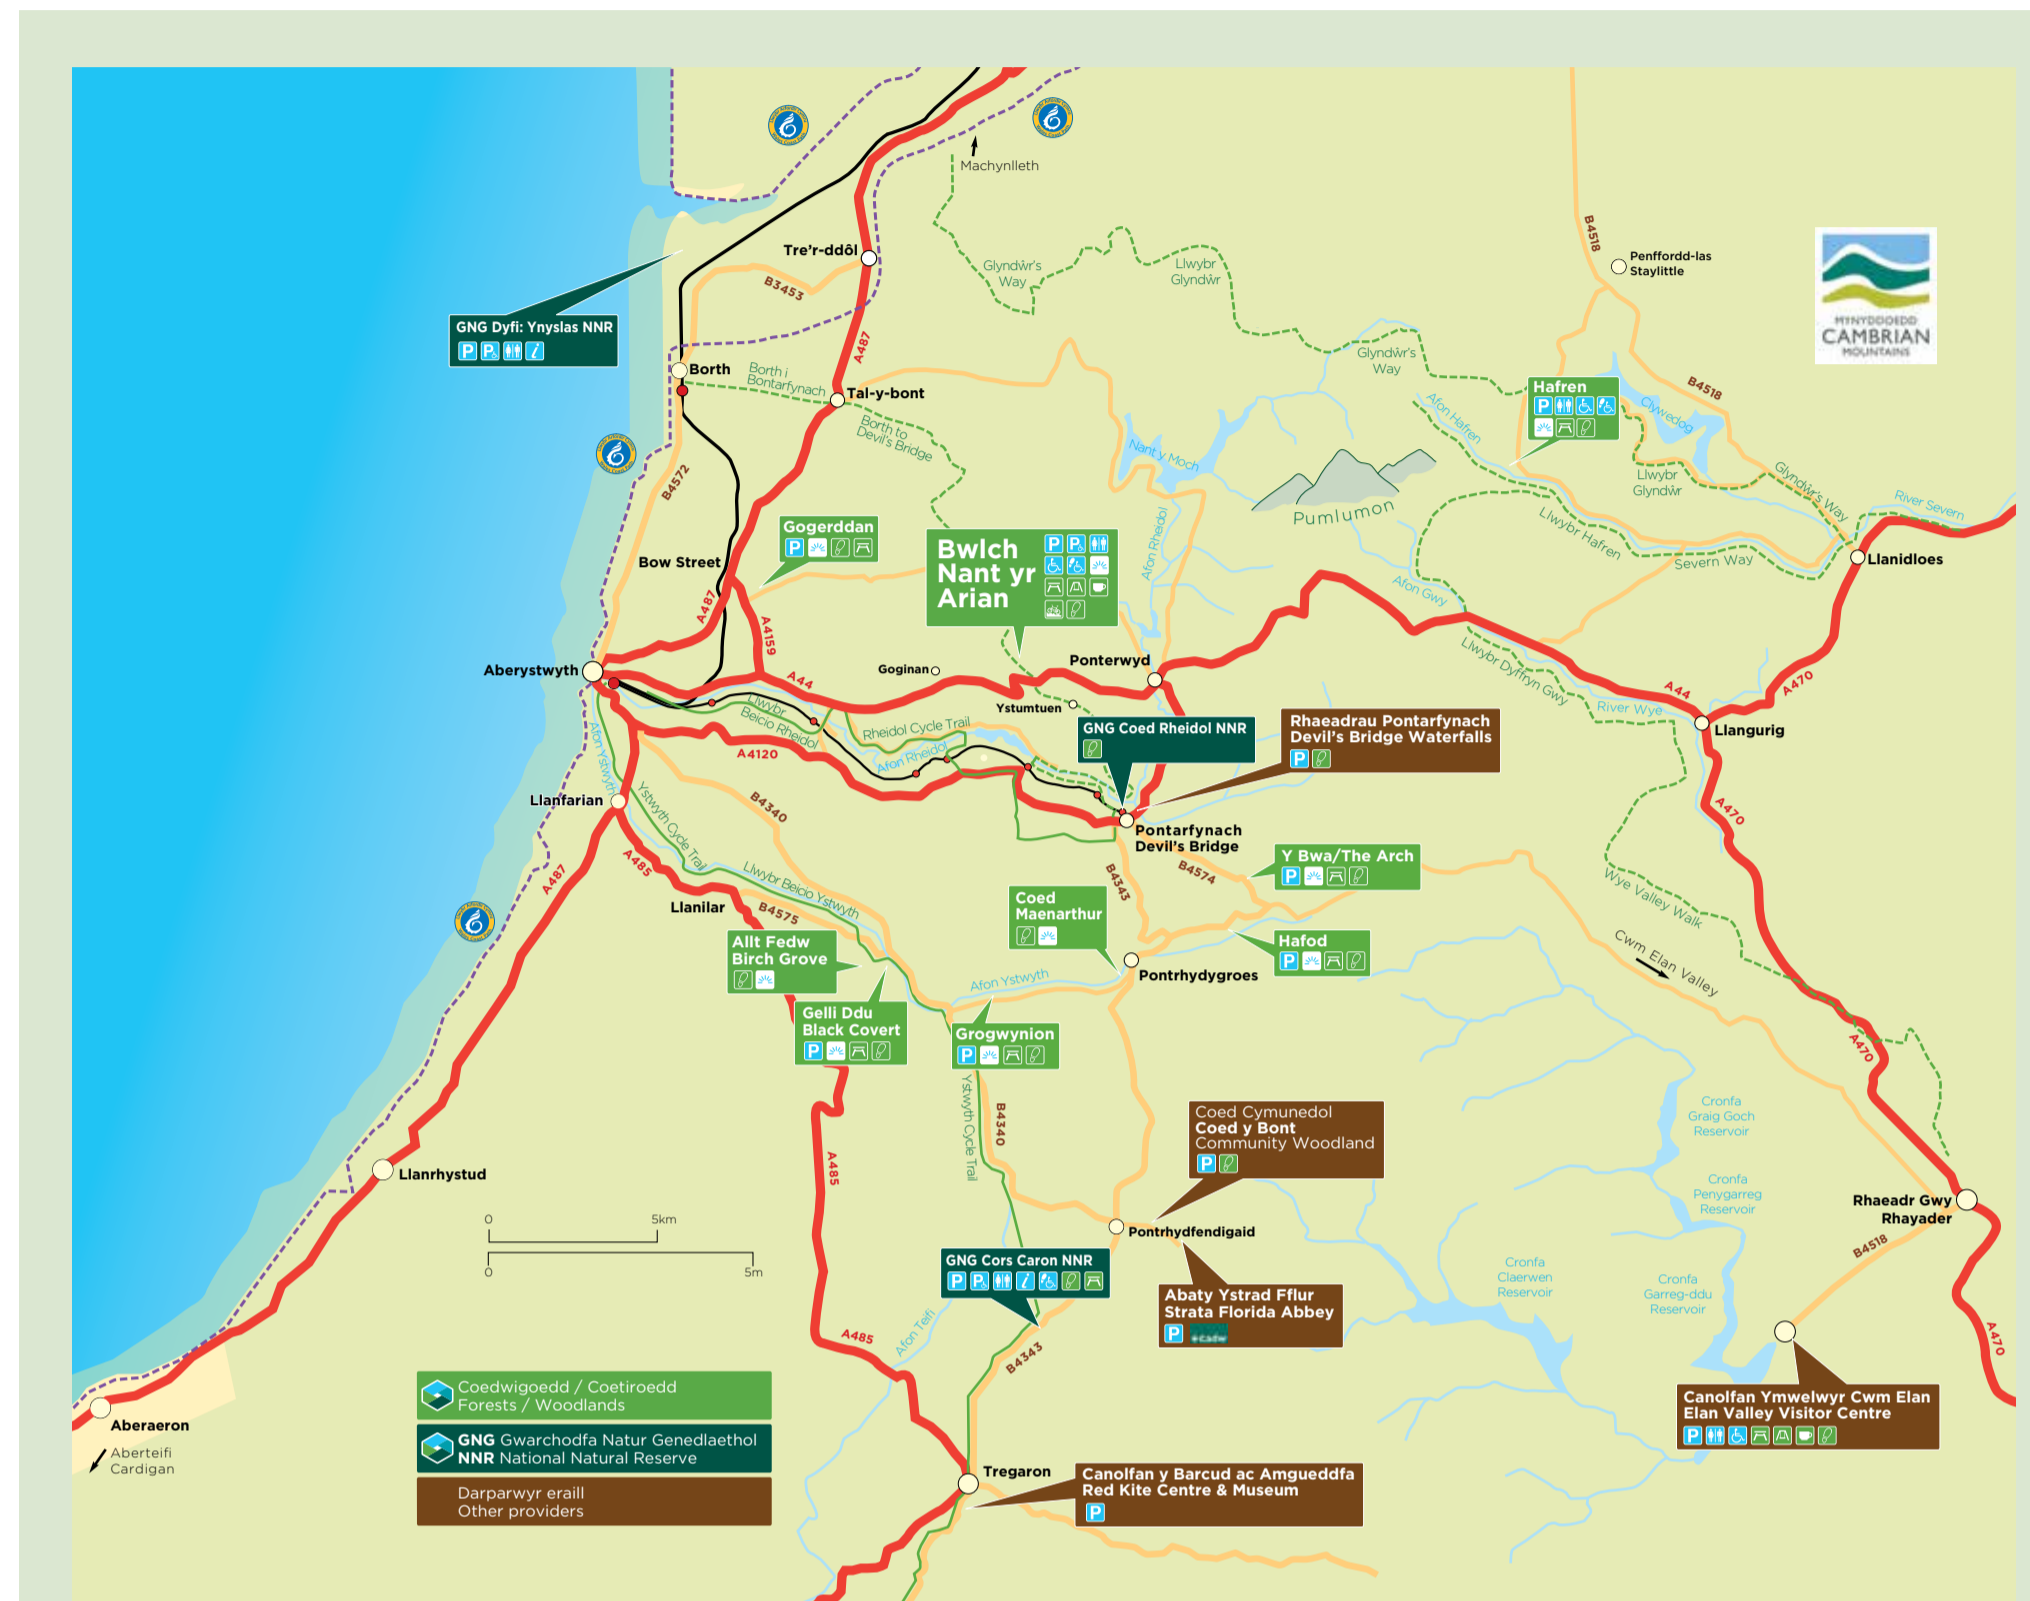 Machynlleth
Tre'r-ddôl
B3453
Glyndŵr's
Way
Llwybr
Glyndŵr
B4518
Penffordd-las
Staylittle
MYNYDDOEDD
CAMBRIAN
MOUNTAINS
GNG Dyfi: Ynyslas NNR
P P i
A487
Borth
Borth i
Bontarfynach
Tal-y-bont
Borth to
Devil's Bridge
Glyndŵr's
Way
Hafren
P
B4518
Clywedog
Afon Hafren
Nant y Moch
B4572
Llwybr
Glyndŵr
Glyndŵr's Way
River Severn
Pumlumon
Gogerddan
P
Bow Street
Bwlch
Nant yr
Arian
P P
Afon Rheidol
Llwybr Hafren
Severn Way
Llanidloes
Afon Gwy
A487
A4159
Aberystwyth
Goginan
Ponterwyd
A44
Ystumtuen
Llwybr Dyffryn Gwy
A44
A470
River Wye
Llangurig
Llwybr
Beicio Rheidol
Rheidol Cycle Trail
Afon Rheidol
A4120
GNG Coed Rheidol NNR
Rhaeadrau Pontarfynach
Devil's Bridge Waterfalls
P
Afon Ystwyth
Llanfarian
Ystwyth Cycle Trail
B4340
Pontarfynach
Devil's Bridge
A470
A487
A485
Llwybr Beicio Ystwyth
B4343
B4574
Y Bwa/The Arch
P
Wye Valley Walk
Llanilar
B4575
Coed
Maenarthur
Allt Fedw
Birch Grove
Hafod
P
Cwm Elan Valley
Pontrhydygroes
Afon Ystwyth
Gelli Ddu
Black Covert
P
Grogwynion
P
A470
Ystwyth Cycle Trail
B4340
Cronfa
Graig Goch
Reservoir
Coed Cymunedol
Coed y Bont
Community Woodland
P
A485
Llanrhystud
Cronfa
Penygarreg
Reservoir
Rhaeadr Gwy
Rhayader
0 5km
0 5m
Pontrhydfendigaid
B4518
GNG Cors Caron NNR
P P i
Cronfa
Claerwen
Reservoir
Cronfa
Garreg-ddu
Reservoir
Abaty Ystrad Fflur
Strata Florida Abbey
P Cadw
Afon Teifi
A485
B4343
A470
Coedwigoedd / Coetiroedd
Forests / Woodlands
GNG Gwarchodfa Natur Genedlaethol
NNR National Natural Reserve
Darparwyr eraill
Other providers
Canolfan Ymwelwyr Cwm Elan
Elan Valley Visitor Centre
P
Aberaeron
Aberteifi
Cardigan
Tregaron
Canolfan y Barcud ac Amgueddfa
Red Kite Centre & Museum
P